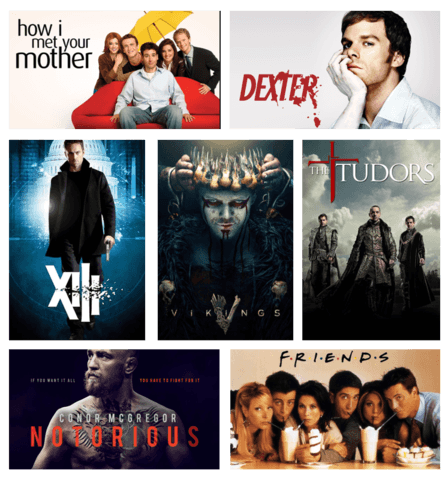 how i
met your
mother
DEXTER
XIII
VIKINGS
THE TUDORS
IF YOU WANT IT ALL
YOU HAVE TO FIGHT FOR IT
CONOR MCGREGOR
NOTORIOUS
F.R.I.E.N.D.S